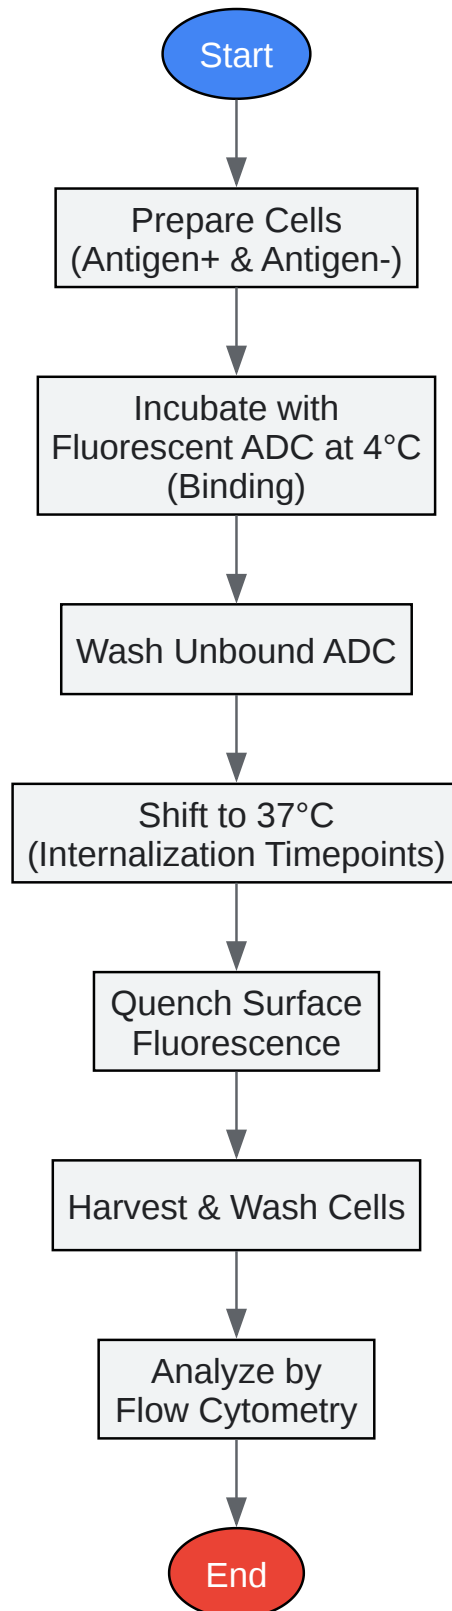 Start
Prepare Cells
(Antigen+ & Antigen-)
Incubate with
Fluorescent ADC at 4°C
(Binding)
Wash Unbound ADC
Shift to 37°C
(Internalization Timepoints)
Quench Surface
Fluorescence
Harvest & Wash Cells
Analyze by
Flow Cytometry
End